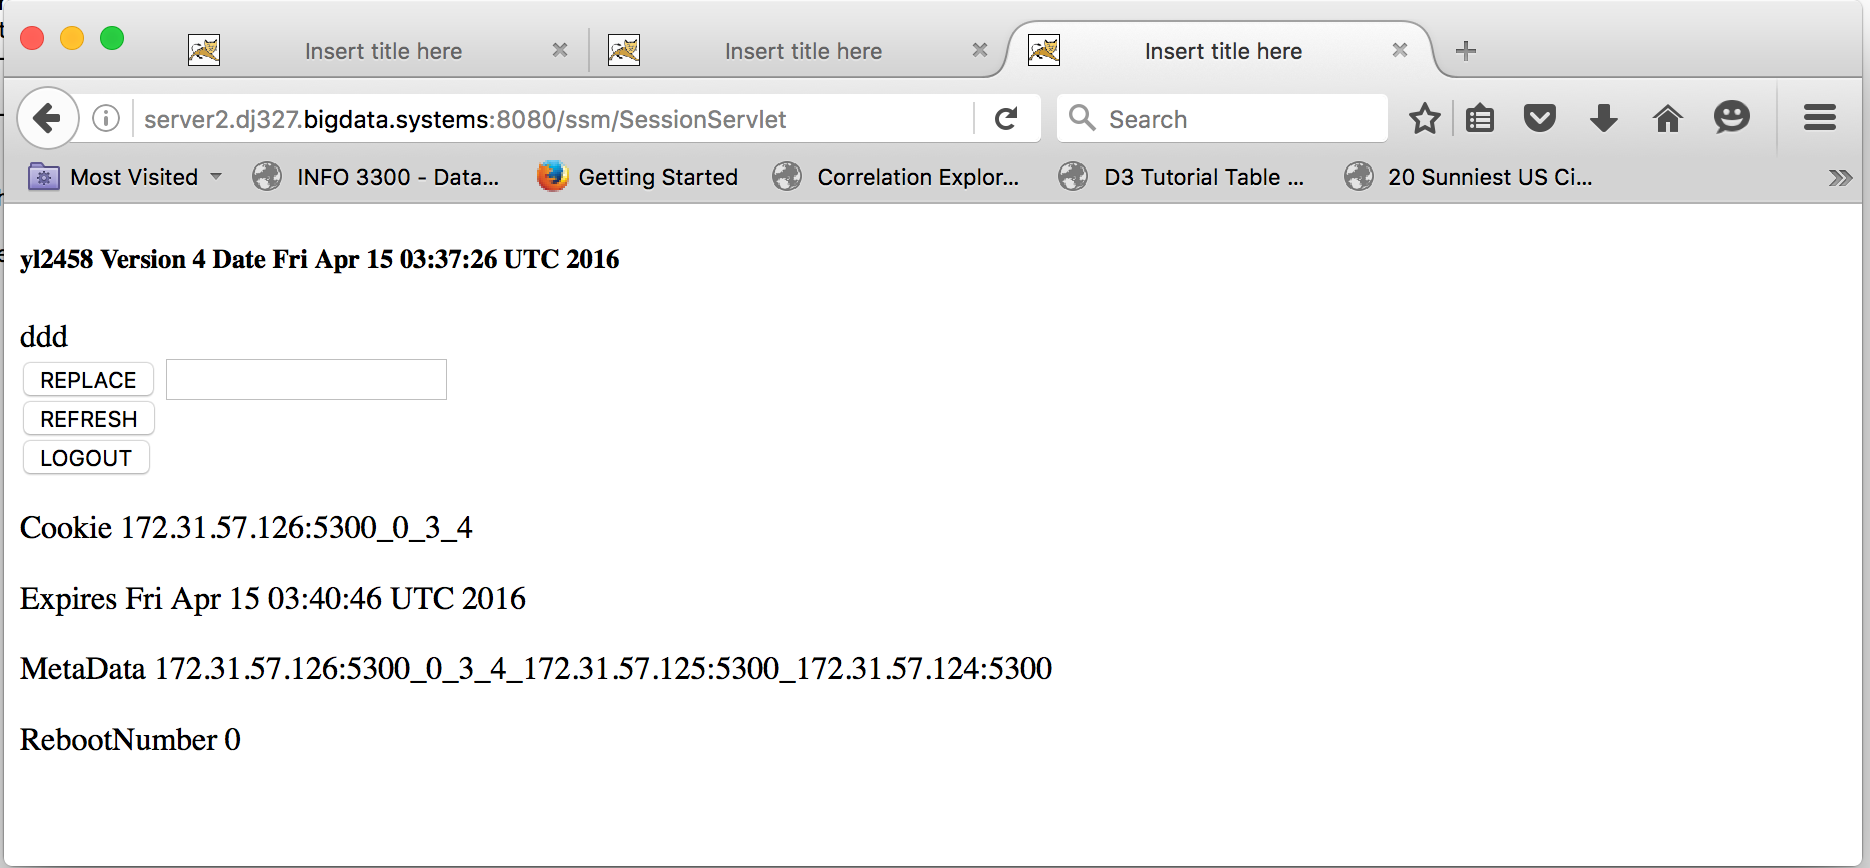 Insert title here Insert title here Insert title here
server2.dj327.bigdata.systems:8080/ssm/SessionServlet Search
Most Visited INFO 3300 - Data... Getting Started Correlation Explor... D3 Tutorial Table ... 20 Sunniest US Ci...
yl2458 Version 4 Date Fri Apr 15 03:37:26 UTC 2016
ddd
REPLACE
REFRESH
LOGOUT
Cookie 172.31.57.126:5300_0_3_4
Expires Fri Apr 15 03:40:46 UTC 2016
MetaData 172.31.57.126:5300_0_3_4_172.31.57.125:5300_172.31.57.124:5300
RebootNumber 0